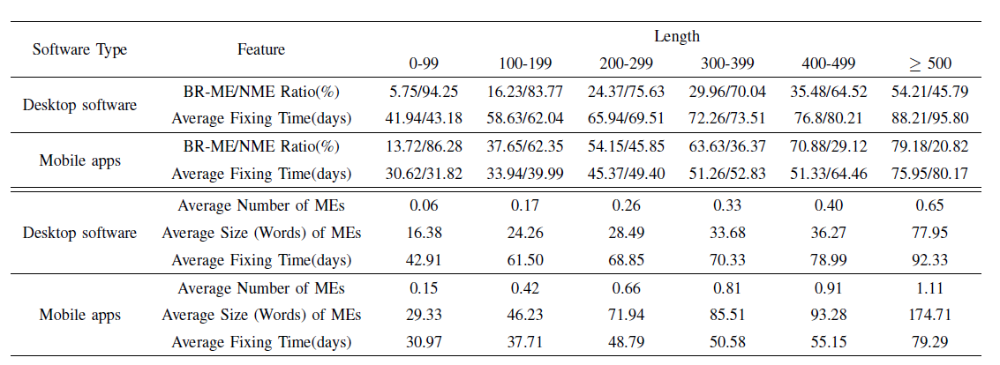 Software Type Feature Length
0-99 100-199 200-299 300-399 400-499 ≥ 500
Desktop software BR-ME/NME Ratio(%) 5.75/94.25 16.23/83.77 24.37/75.63 29.96/70.04 35.48/64.52 54.21/45.79
Average Fixing Time(days) 41.94/43.18 58.63/62.04 65.94/69.51 72.26/73.51 76.8/80.21 88.21/95.80
Mobile apps BR-ME/NME Ratio(%) 13.72/86.28 37.65/62.35 54.15/45.85 63.63/36.37 70.88/29.12 79.18/20.82
Average Fixing Time(days) 30.62/31.82 33.94/39.99 45.37/49.40 51.26/52.83 51.33/64.46 75.95/80.17
Average Number of MEs 0.06 0.17 0.26 0.33 0.40 0.65
Desktop software Average Size (Words) of MEs 16.38 24.26 28.49 33.68 36.27 77.95
Average Fixing Time(days) 42.91 61.50 68.85 70.33 78.99 92.33
Average Number of MEs 0.15 0.42 0.66 0.81 0.91 1.11
Mobile apps Average Size (Words) of MEs 29.33 46.23 71.94 85.51 93.28 174.71
Average Fixing Time(days) 30.97 37.71 48.79 50.58 55.15 79.29